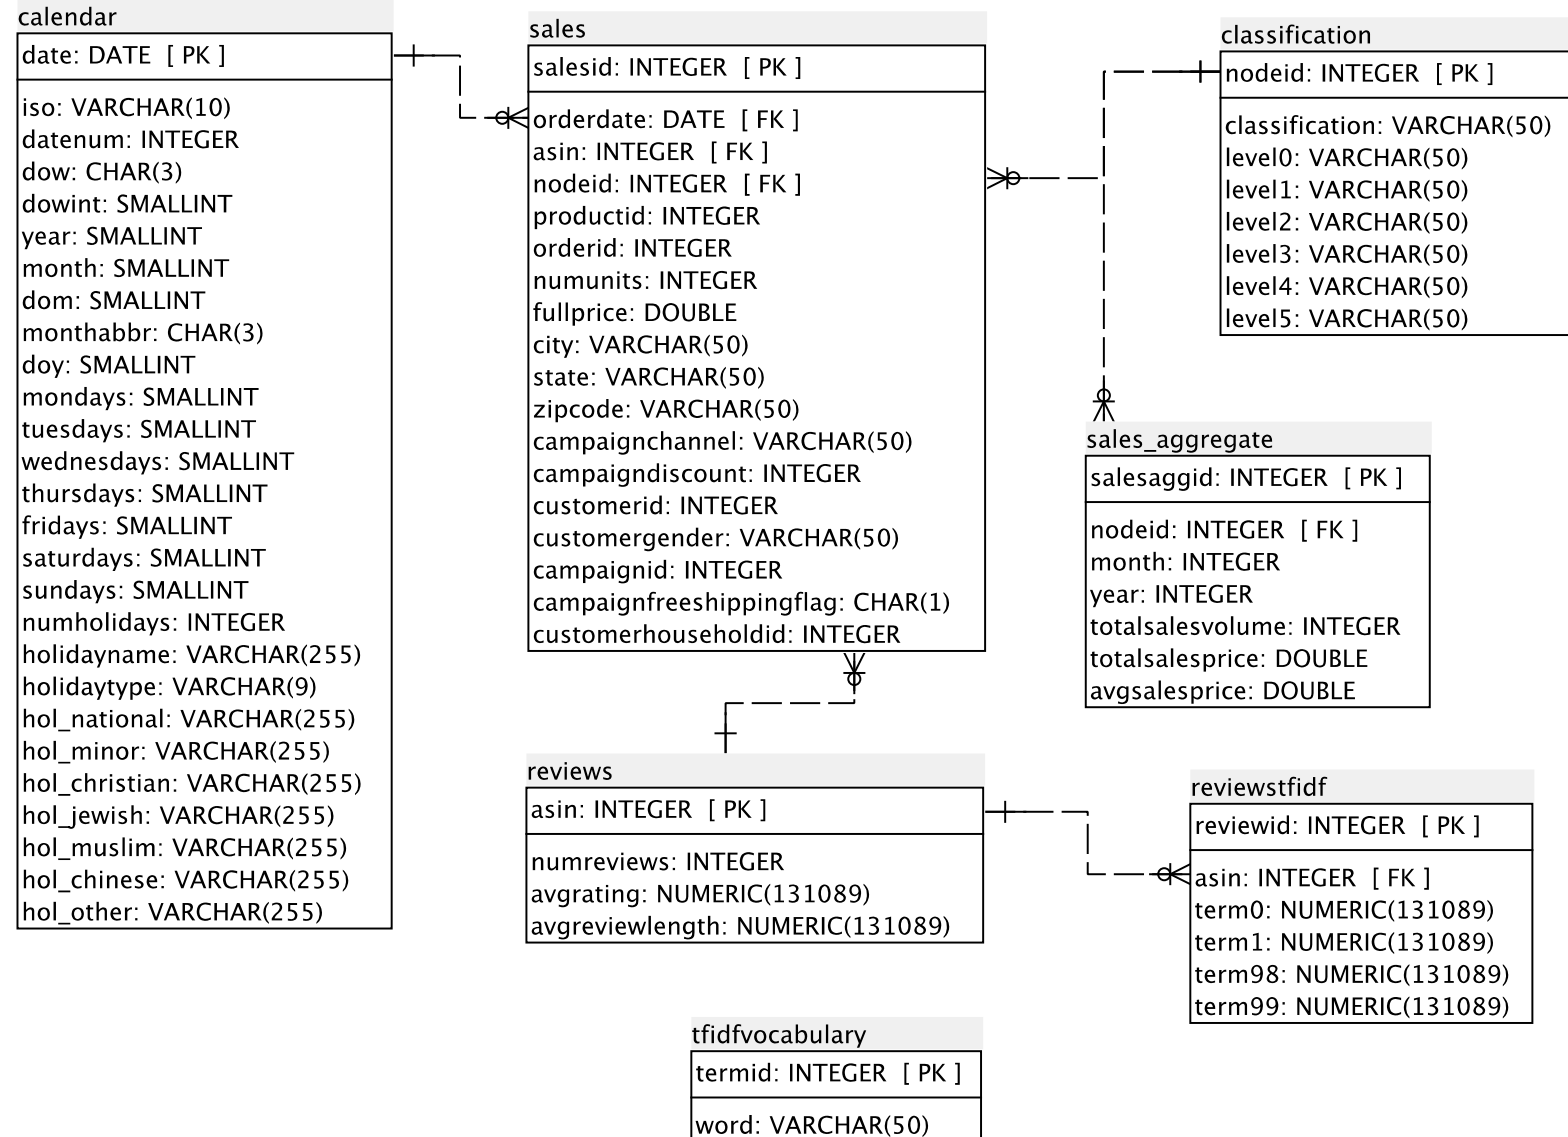 calendar
date: DATE [ PK ]
iso: VARCHAR(10)
datenum: INTEGER
dow: CHAR(3)
dowint: SMALLINT
year: SMALLINT
month: SMALLINT
dom: SMALLINT
monthabbr: CHAR(3)
doy: SMALLINT
mondays: SMALLINT
tuesdays: SMALLINT
wednesdays: SMALLINT
thursdays: SMALLINT
fridays: SMALLINT
saturdays: SMALLINT
sundays: SMALLINT
numholidays: INTEGER
holidayname: VARCHAR(255)
holidaytype: VARCHAR(9)
hol_national: VARCHAR(255)
hol_minor: VARCHAR(255)
hol_christian: VARCHAR(255)
hol_jewish: VARCHAR(255)
hol_muslim: VARCHAR(255)
hol_chinese: VARCHAR(255)
hol_other: VARCHAR(255)
sales
salesid: INTEGER [ PK ]
orderdate: DATE [ FK ]
asin: INTEGER [ FK ]
nodeid: INTEGER [ FK ]
productid: INTEGER
orderid: INTEGER
numunits: INTEGER
fullprice: DOUBLE
city: VARCHAR(50)
state: VARCHAR(50)
zipcode: VARCHAR(50)
campaignchannel: VARCHAR(50)
campaigndiscount: INTEGER
customerid: INTEGER
customergender: VARCHAR(50)
campaignid: INTEGER
campaignfreeshippingflag: CHAR(1)
customerhouseholdid: INTEGER
classification
nodeid: INTEGER [ PK ]
classification: VARCHAR(50)
level0: VARCHAR(50)
level1: VARCHAR(50)
level2: VARCHAR(50)
level3: VARCHAR(50)
level4: VARCHAR(50)
level5: VARCHAR(50)
sales_aggregate
salesaggid: INTEGER [ PK ]
nodeid: INTEGER [ FK ]
month: INTEGER
year: INTEGER
totalsalesvolume: INTEGER
totalsalesprice: DOUBLE
avgsalesprice: DOUBLE
reviews
asin: INTEGER [ PK ]
numreviews: INTEGER
avgrating: NUMERIC(131089)
avgreviewlength: NUMERIC(131089)
reviewstfidf
reviewid: INTEGER [ PK ]
asin: INTEGER [ FK ]
term0: NUMERIC(131089)
term1: NUMERIC(131089)
term98: NUMERIC(131089)
term99: NUMERIC(131089)
tfidfvocabulary
termid: INTEGER [ PK ]
word: VARCHAR(50)